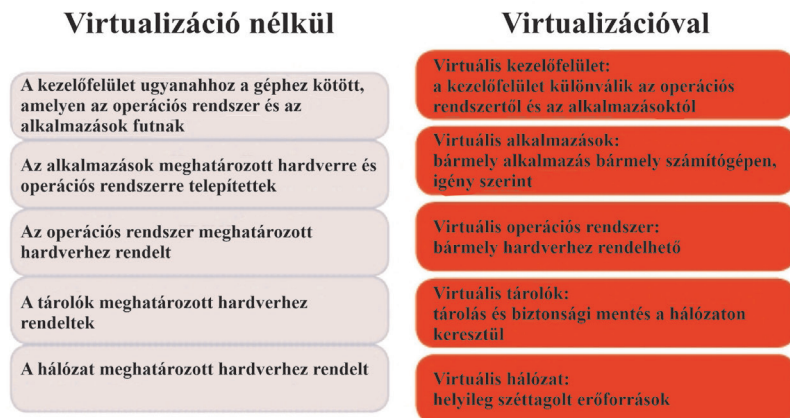 Virtualizáció nélkül
A kezelőfelület ugyanahhoz a géphez kötött,
amelyen az operációs rendszer és az
alkalmazások futnak
Az alkalmazások meghatározott hardverre és
operációs rendszerre telepítettek
Az operációs rendszer meghatározott
hardverhez rendelt
A tárolók meghatározott hardverhez
rendeltek
A hálózat meghatározott hardverhez rendelt
Virtualizációval
Virtuális kezelőfelület:
a kezelőfelület különválik az operációs
rendszertől és az alkalmazásoktól
Virtuális alkalmazások:
bármely alkalmazás bármely számítógépen,
igény szerint
Virtuális operációs rendszer:
bármely hardverhez rendelhető
Virtuális tárolók:
tárolás és biztonsági mentés a hálózaton
keresztül
Virtuális hálózat:
helyileg széttagolt erőforrások